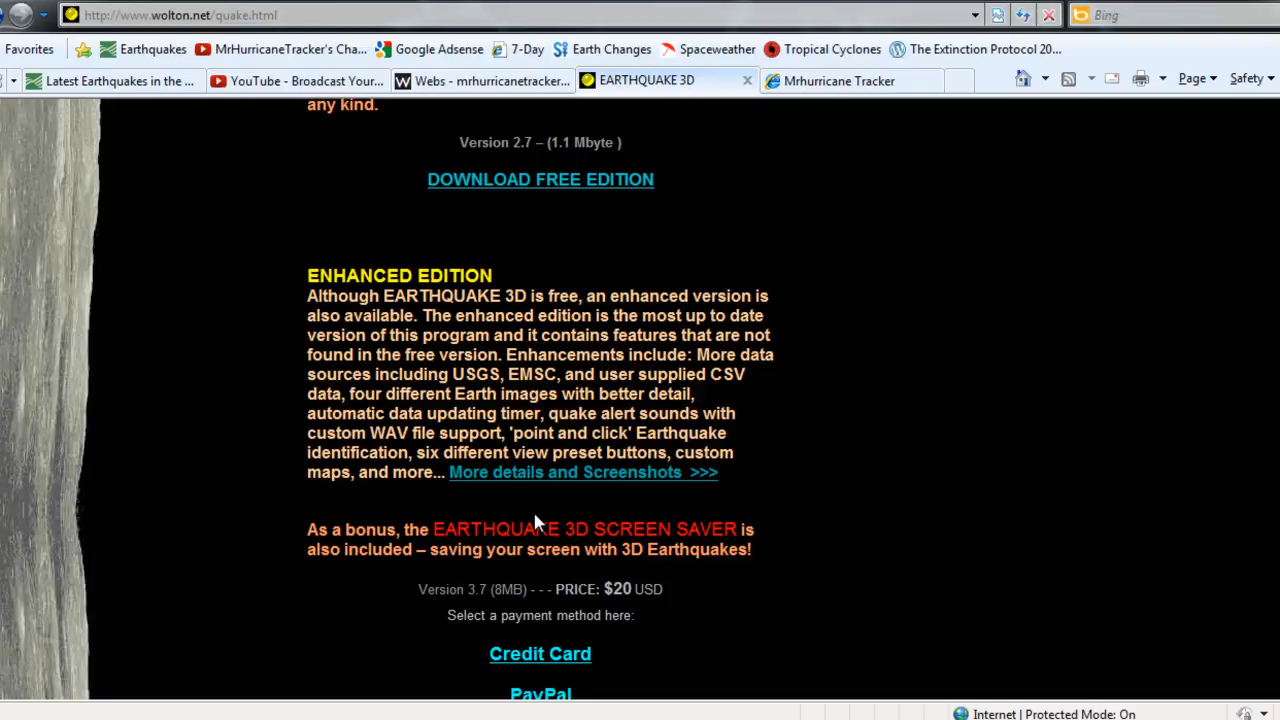 http://www.wolton.net/quake.html
Bing
Favorites
Earthquakes
MrHurricaneTracker's Cha...
Google Adsense
7-Day
Earth Changes
Spaceweather
Tropical Cyclones
The Extinction Protocol 20...
Latest Earthquakes in the ...
YouTube - Broadcast Your...
Webs - mrhurricanetracker...
EARTHQUAKE 3D
Mrhurricane Tracker
Page
Safety
any kind.
Version 2.7 – (1.1 Mbyte )
DOWNLOAD FREE EDITION
ENHANCED EDITION
Although EARTHQUAKE 3D is free, an enhanced version is
also available. The enhanced edition is the most up to date
version of this program and it contains features that are not
found in the free version. Enhancements include: More data
sources including USGS, EMSC, and user supplied CSV
data, four different Earth images with better detail,
automatic data updating timer, quake alert sounds with
custom WAV file support, 'point and click' Earthquake
identification, six different view preset buttons, custom
maps, and more... More details and Screenshots >>>
As a bonus, the EARTHQUAKE 3D SCREEN SAVER is
also included – saving your screen with 3D Earthquakes!
Version 3.7 (8MB) - - - PRICE: $20 USD
Select a payment method here:
Credit Card
PayPal
Internet | Protected Mode: On